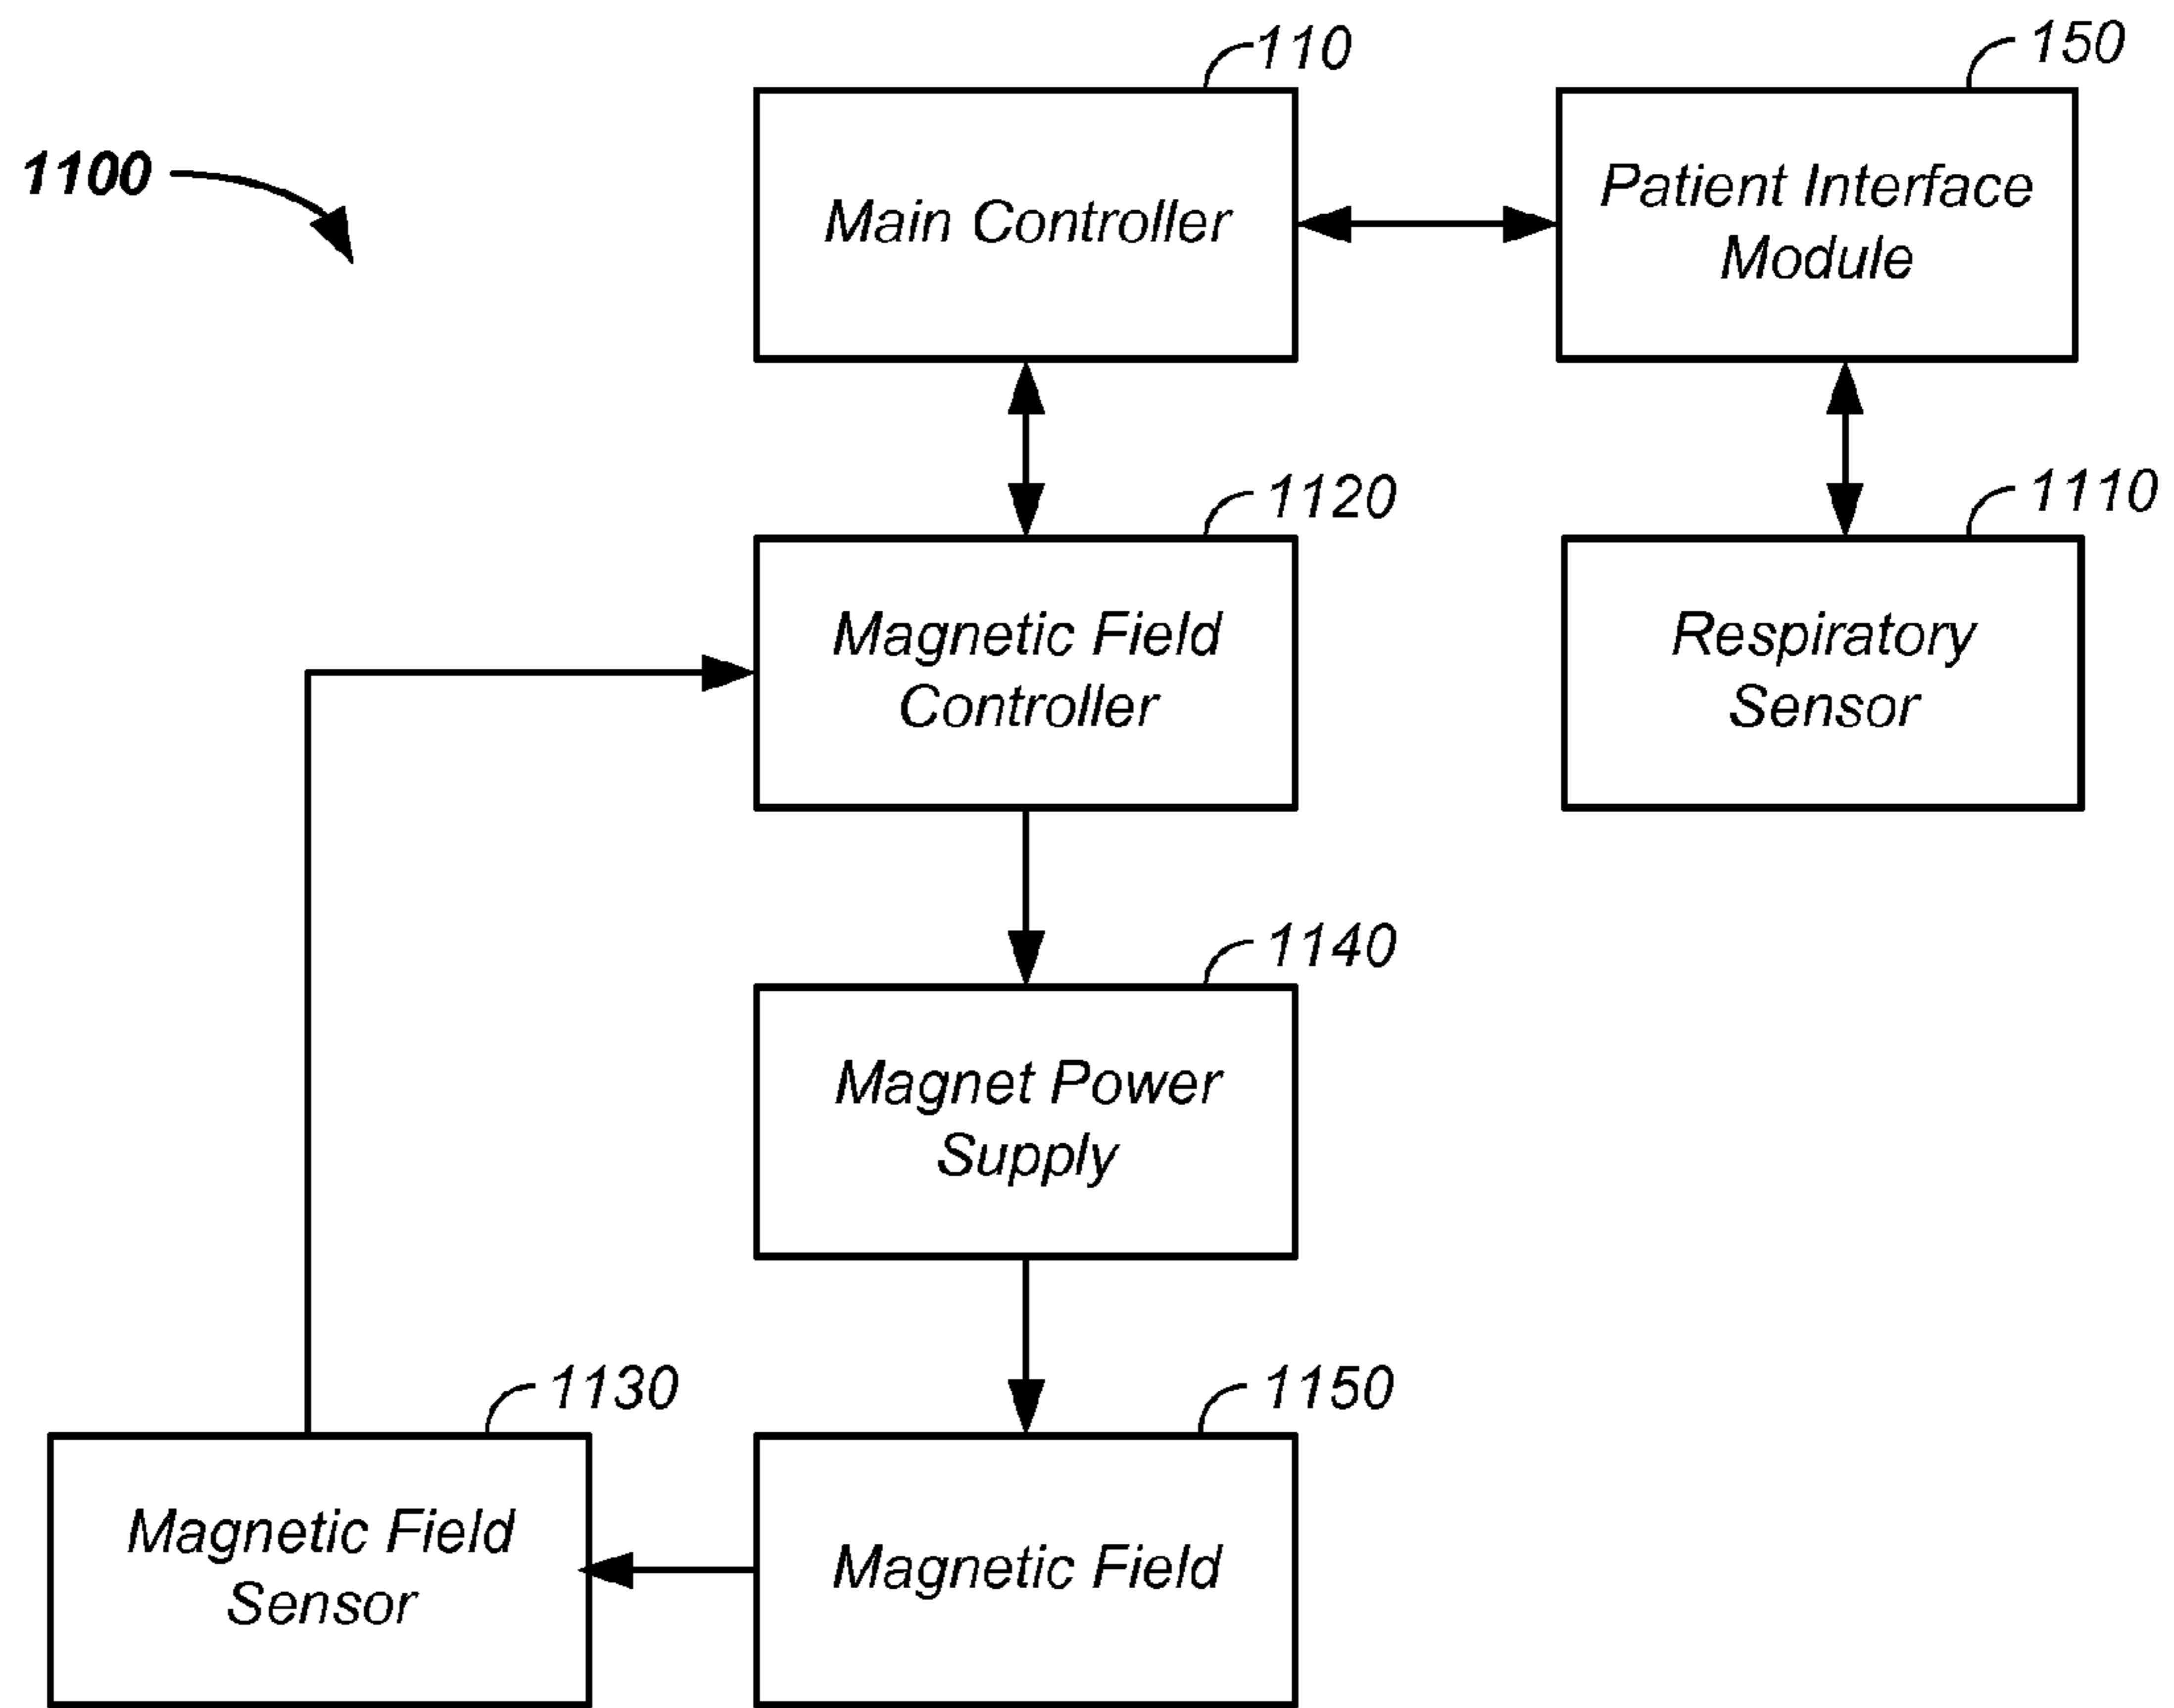 110
150
1100
Main Controller
Patient Interface
Module
1120
1110
Magnetic Field
Controller
Respiratory
Sensor
1140
Magnet Power
Supply
1130
1150
Magnetic Field
Sensor
Magnetic Field